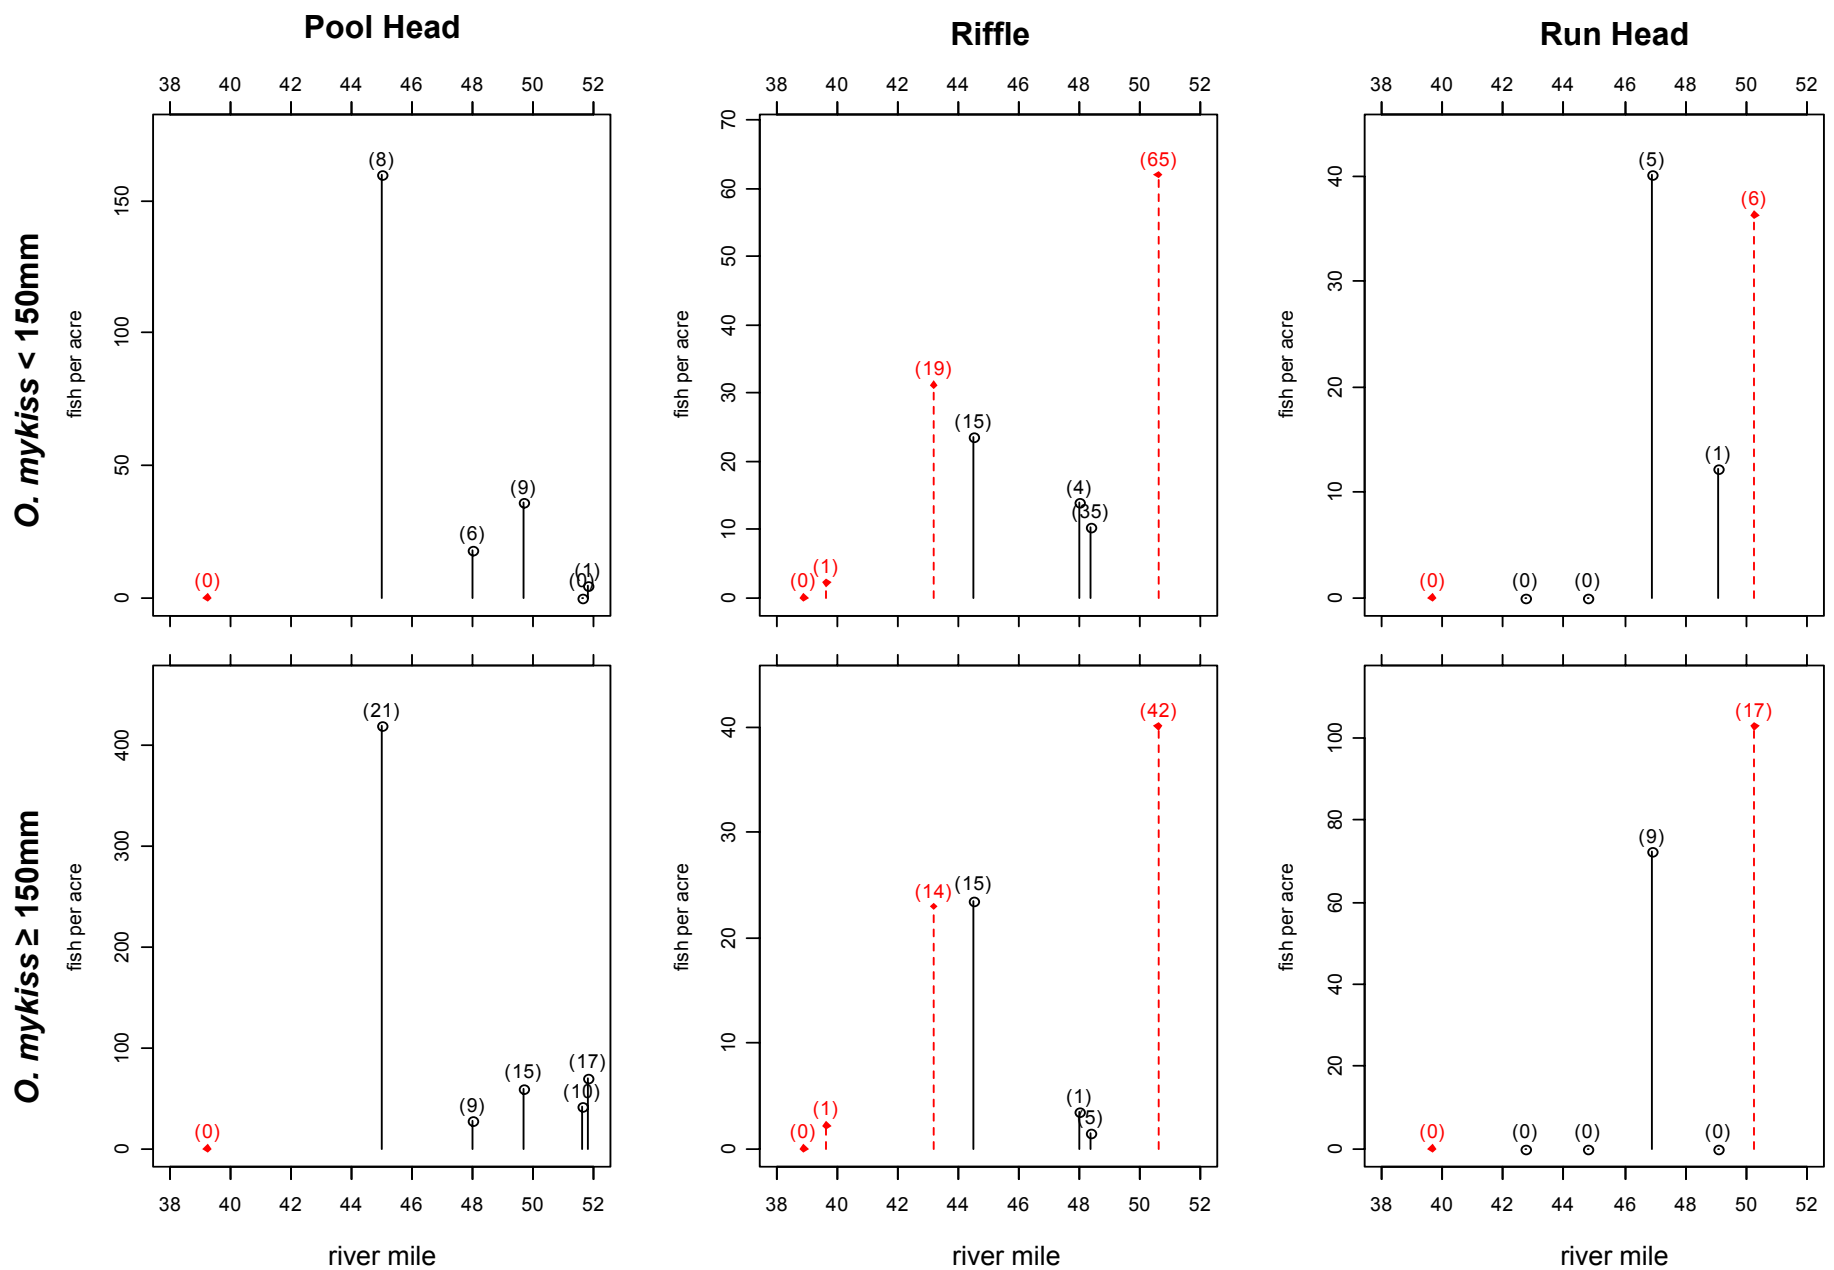 Pool Head
Riffle
Run Head
38 40 42 44 46 48 50 52
38 40 42 44 46 48 50 52
38 40 42 44 46 48 50 52
O. mykiss < 150mm
fish per acre
0 50 100 150
(0)
(8)
(6)
(9)
(0)
(1)
fish per acre
0 10 20 30 40 50 60 70
(0)
(1)
(19)
(15)
(4)
(35)
(65)
fish per acre
0 10 20 30 40
(0)
(0)
(0)
(5)
(1)
(6)
O. mykiss ≥ 150mm
fish per acre
0 100 200 300 400
(0)
(21)
(9)
(15)
(10)
(17)
fish per acre
0 10 20 30 40
(0)
(1)
(14)
(15)
(1)
(5)
(42)
fish per acre
0 20 40 60 80 100
(0)
(0)
(0)
(9)
(0)
(17)
38 40 42 44 46 48 50 52
38 40 42 44 46 48 50 52
38 40 42 44 46 48 50 52
river mile
river mile
river mile